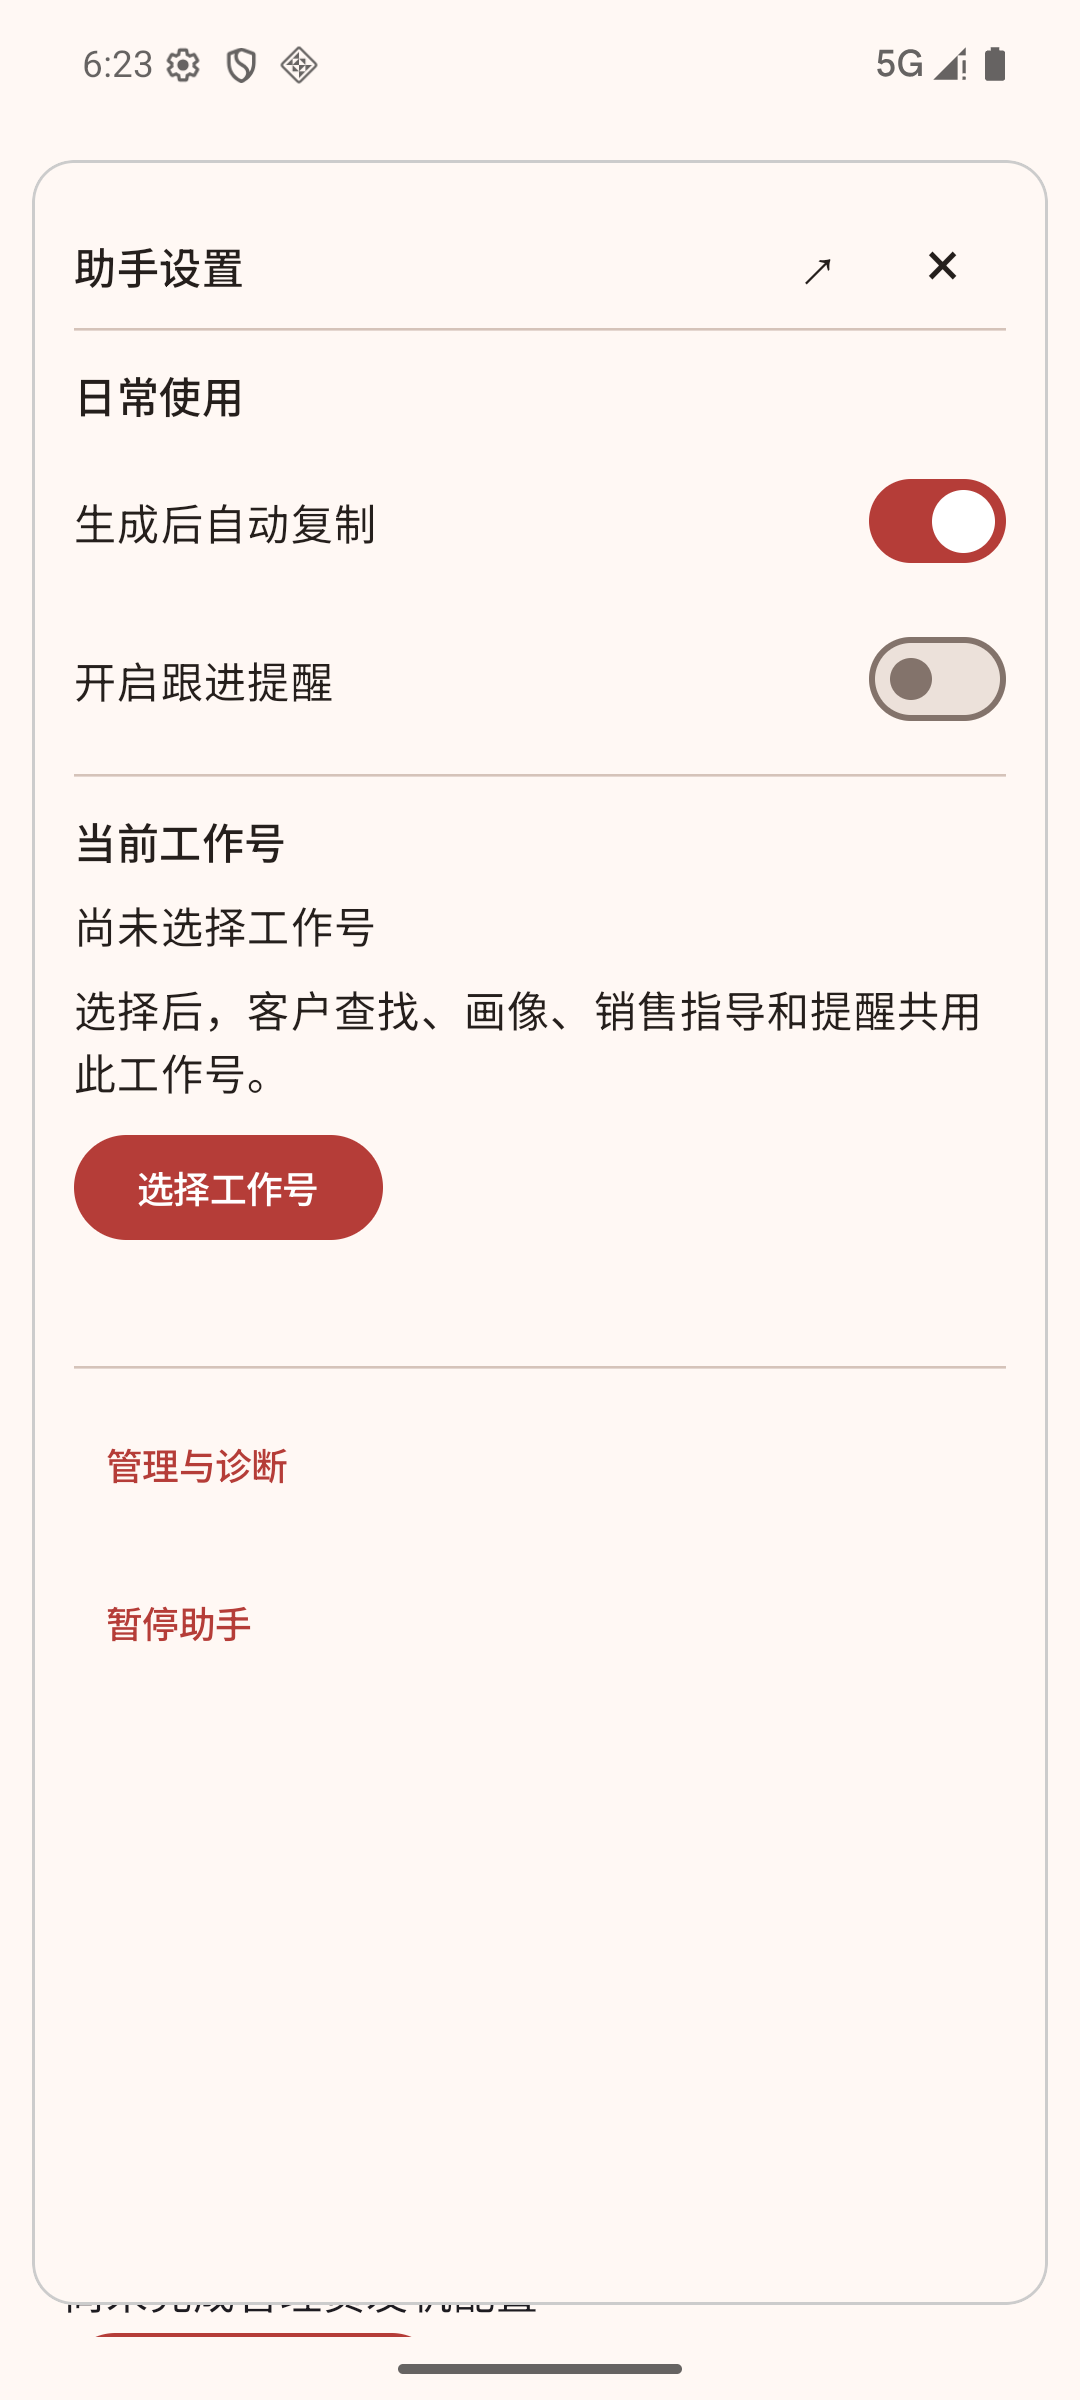 6:23
5G
助手设置
日常使用
生成后自动复制
开启跟进提醒
当前工作号
尚未选择工作号
选择后，客户查找、画像、销售指导和提醒共用
此工作号。
选择工作号
管理与诊断
暂停助手